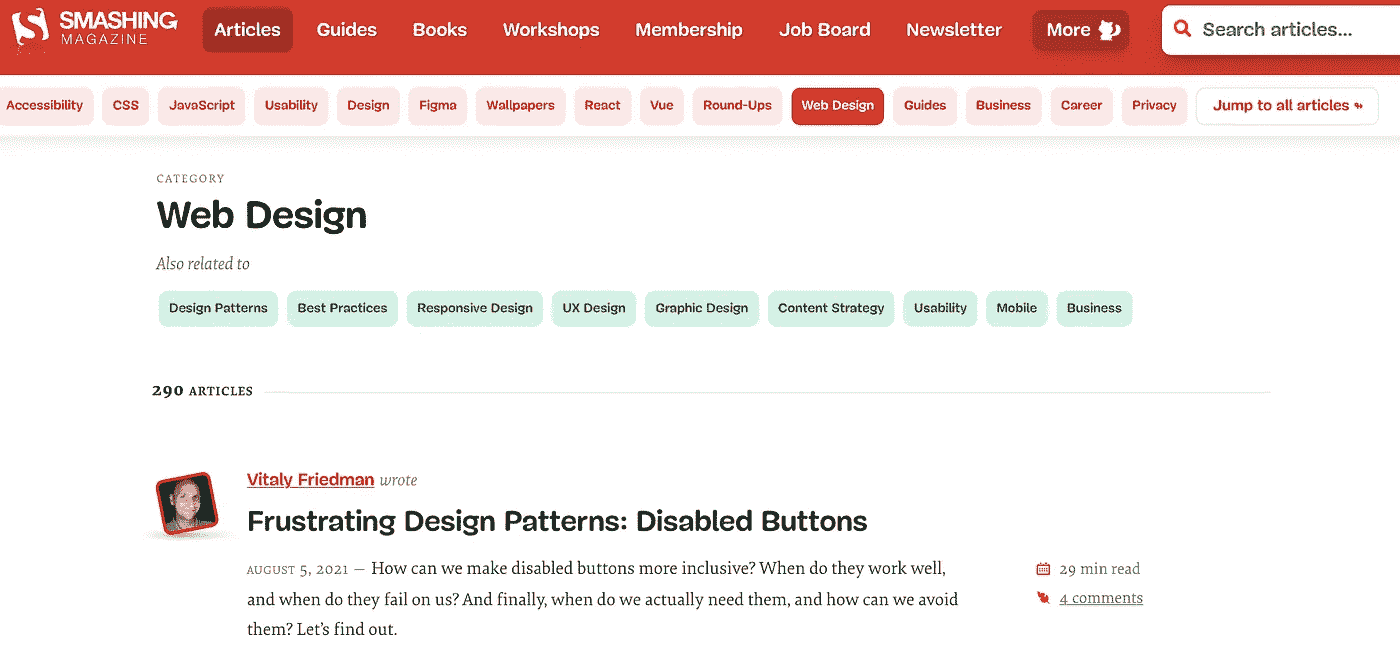 SMASHING
MAGAZINE
Articles Guides Books Workshops Membership Job Board Newsletter More Search articles...
Accessibility CSS JavaScript Usability Design Figma Wallpapers React Vue Round-Ups Web Design Guides Business Career Privacy Jump to all articles ↬
CATEGORY
Web Design
Also related to
Design Patterns Best Practices Responsive Design UX Design Graphic Design Content Strategy Usability Mobile Business
290 ARTICLES
Vitaly Friedman wrote
Frustrating Design Patterns: Disabled Buttons
AUGUST 5, 2021 — How can we make disabled buttons more inclusive? When do they work well,
and when do they fail on us? And finally, when do we actually need them, and how can we avoid
them? Let’s find out.
29 min read
4 comments